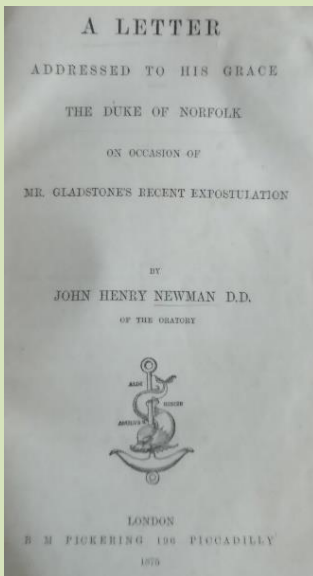 A LETTER
ADDRESSED TO HIS GRACE
THE DUKE OF NORFOLK
ON OCCASION OF
MR. GLADSTONE'S RECENT EXPOSTULATION
BY
JOHN HENRY NEWMAN D.D.
OF THE ORATORY
LONDON
B M PICKERING 196 PICCADILLY